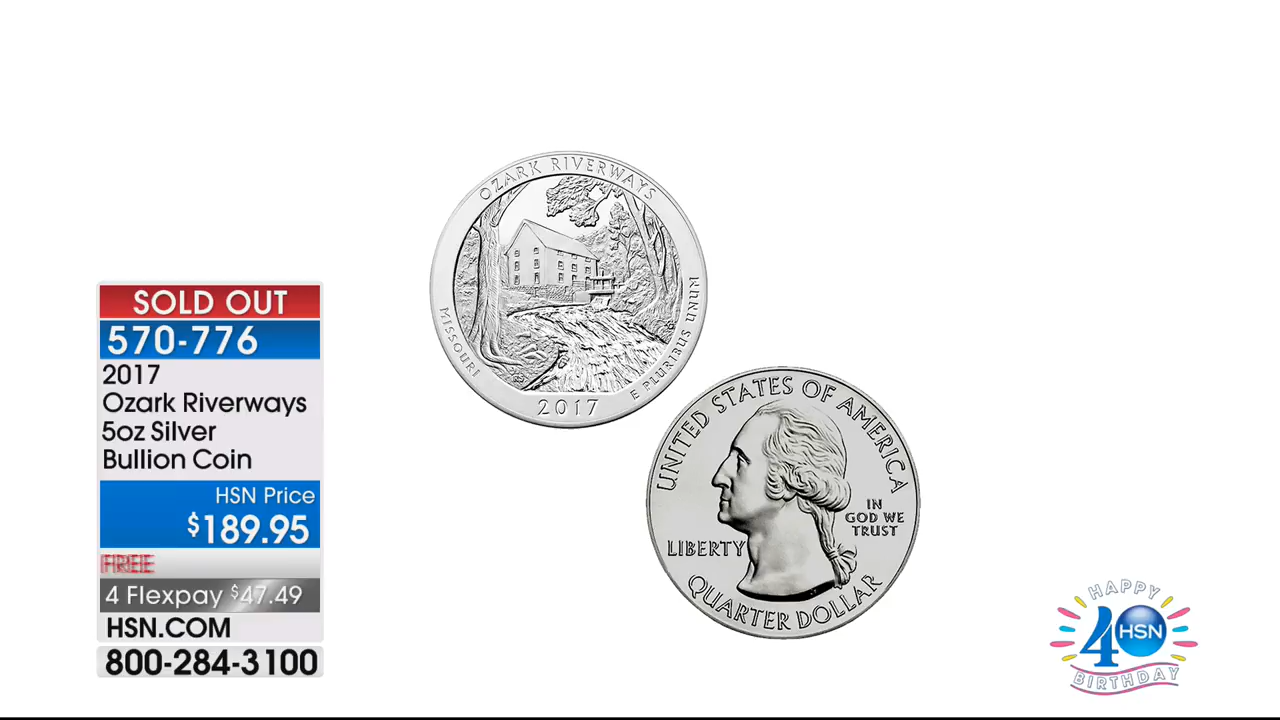 OZARK RIVERWAYS
MISSOURI
E PLURIBUS UNUM
2017
UNITED STATES OF AMERICA
IN
GOD WE
TRUST
LIBERTY
QUARTER DOLLAR
SOLD OUT
570-776
2017
Ozark Riverways
5oz Silver
Bullion Coin
HSN Price
$189.95
FREE
4 Flexpay $47.49
HSN.COM
800-284-3100
HAPPY
40 HSN
BIRTHDAY